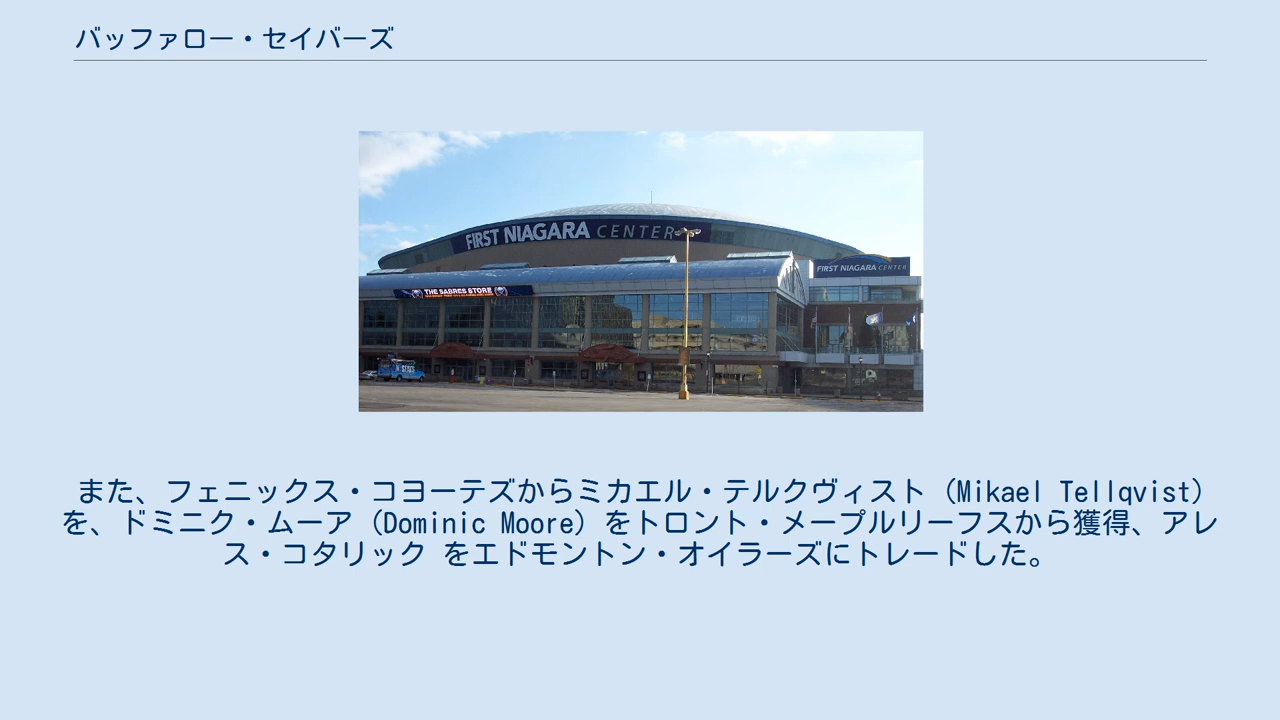 バッファロー・セイバーズ
FIRST NIAGARA CENTER
FIRST NIAGARA CENTER
THE SABRES STORE
また、フェニックス・コヨーテズからミカエル・テルクヴィスト（Mikael Tellqvist）
を、ドミニク・ムーア（Dominic Moore）をトロント・メープルリーフスから獲得、アレ
ス・コタリック をエドモントン・オイラーズにトレードした。